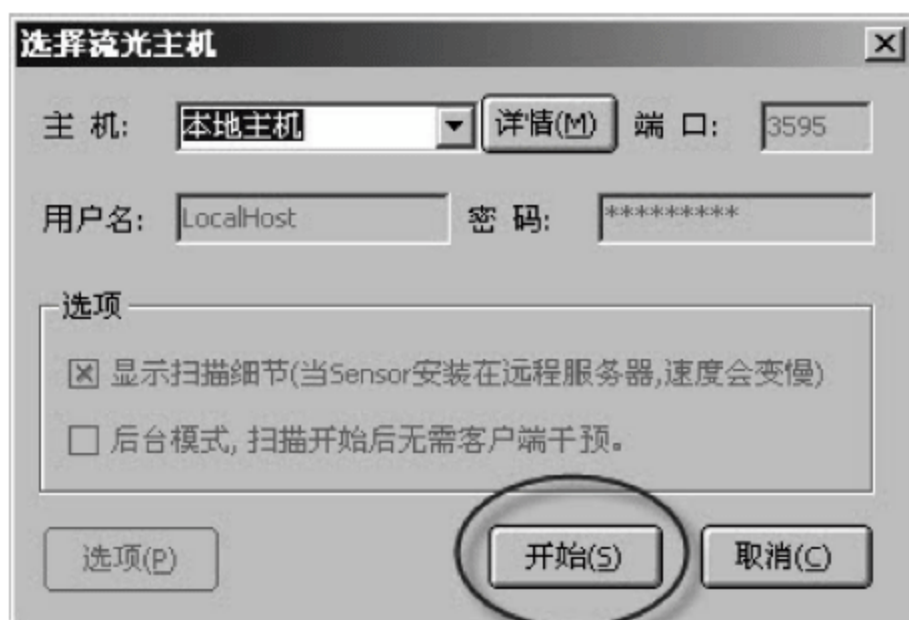 选择流光主机
主 机: 本地主机 详情(M) 端 口: 3595
用户名: LocalHost 密 码: *********
选项
显示扫描细节(当Sensor安装在远程服务器,速度会变慢)
后台模式, 扫描开始后无需客户端干预。
选项(P) 开始(S) 取消(C)